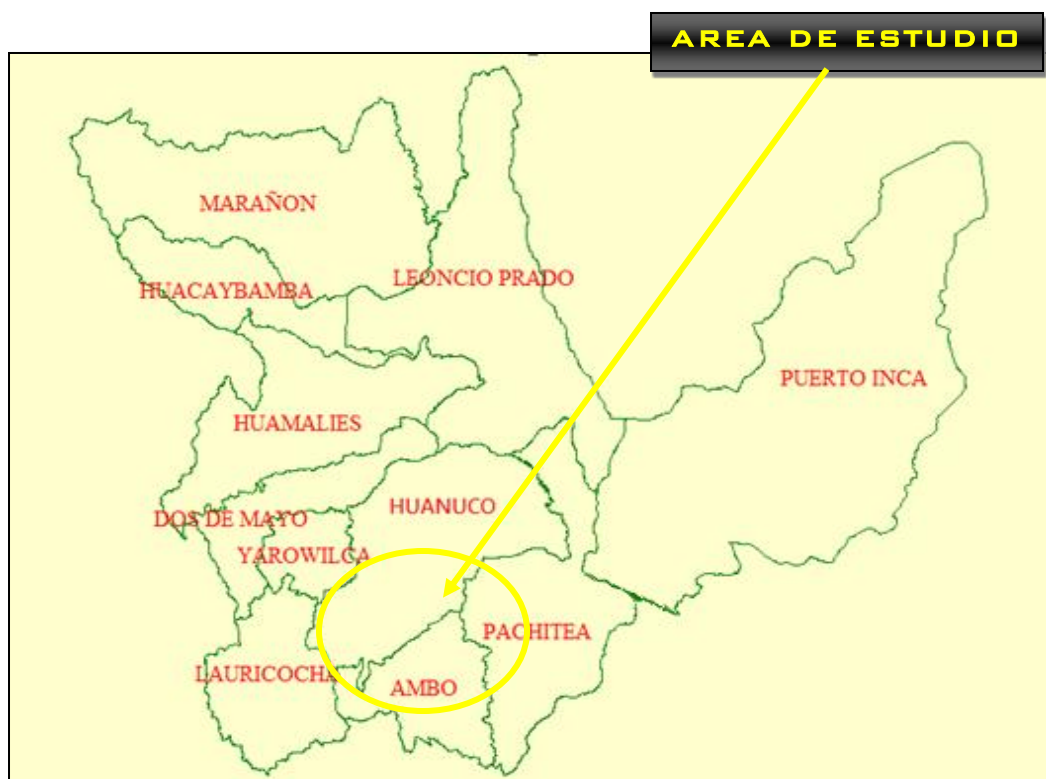 AREA DE ESTUDIO
MARAÑON
LEONCIO PRADO
HUACAYBAMBA
PUERTO INCA
HUAMALIES
HUANUCO
DOS DE MAYO
YAROWILCA
PACHITEA
LAURICOCHA
AMBO